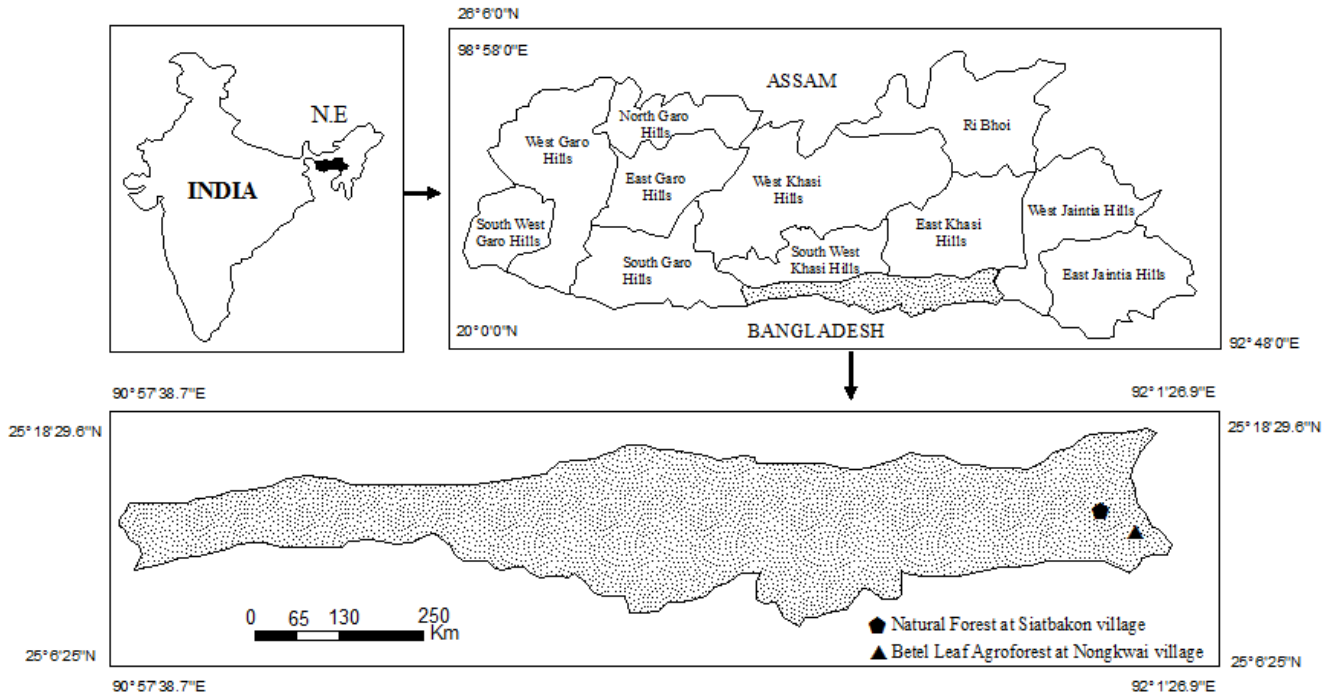 26°6'0"N
98°58'0"E
N.E
INDIA
ASSAM
North Garo
Hills
Ri Bhoi
West Garo
Hills
East Garo
Hills
West Khasi
Hills
South West
Garo Hills
East Khasi
Hills
West Jaintia Hills
South Garo
Hills
South West
Khasi Hills
East Jaintia Hills
20°0'0"N
BANGLADESH
92°48'0"E
90°57'38.7"E
92°1'26.9"E
25°18'29.6"N
25°18'29.6"N
0 65 130 250
Km
Natural Forest at Siatbakon village
Betel Leaf Agroforest at Nongkwai village
25°6'25"N
25°6'25"N
90°57'38.7"E
92°1'26.9"E